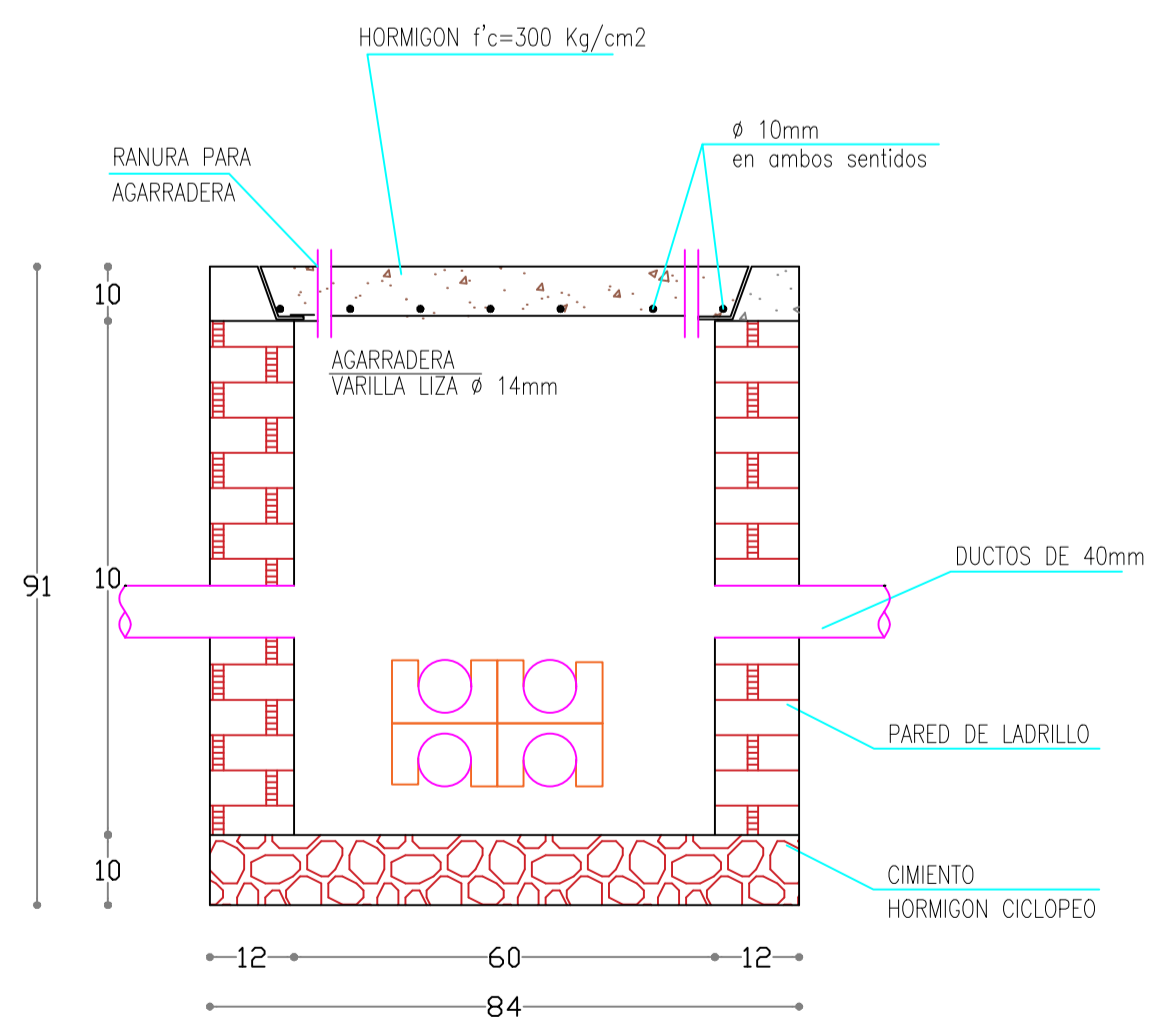 HORMIGON f'c=300 Kg/cm2
Ø 10mm
en ambos sentidos
RANURA PARA
AGARRADERA
10
AGARRADERA
VARILLA LIZA Ø 14mm
91
10
DUCTOS DE 40mm
PARED DE LADRILLO
10
CIMIENTO
HORMIGON CICLOPEO
12
60
12
84